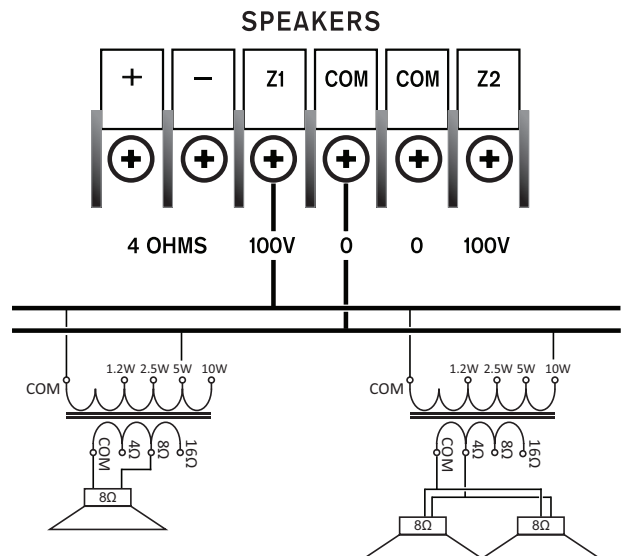 SPEAKERS
+ − Z1 COM COM Z2
4 OHMS 100V 0 0 100V
1.2W 2.5W 5W 10W
COM
COM 4Ω 8Ω 16Ω
8Ω
1.2W 2.5W 5W 10W
COM
COM 4Ω 8Ω 16Ω
8Ω 8Ω